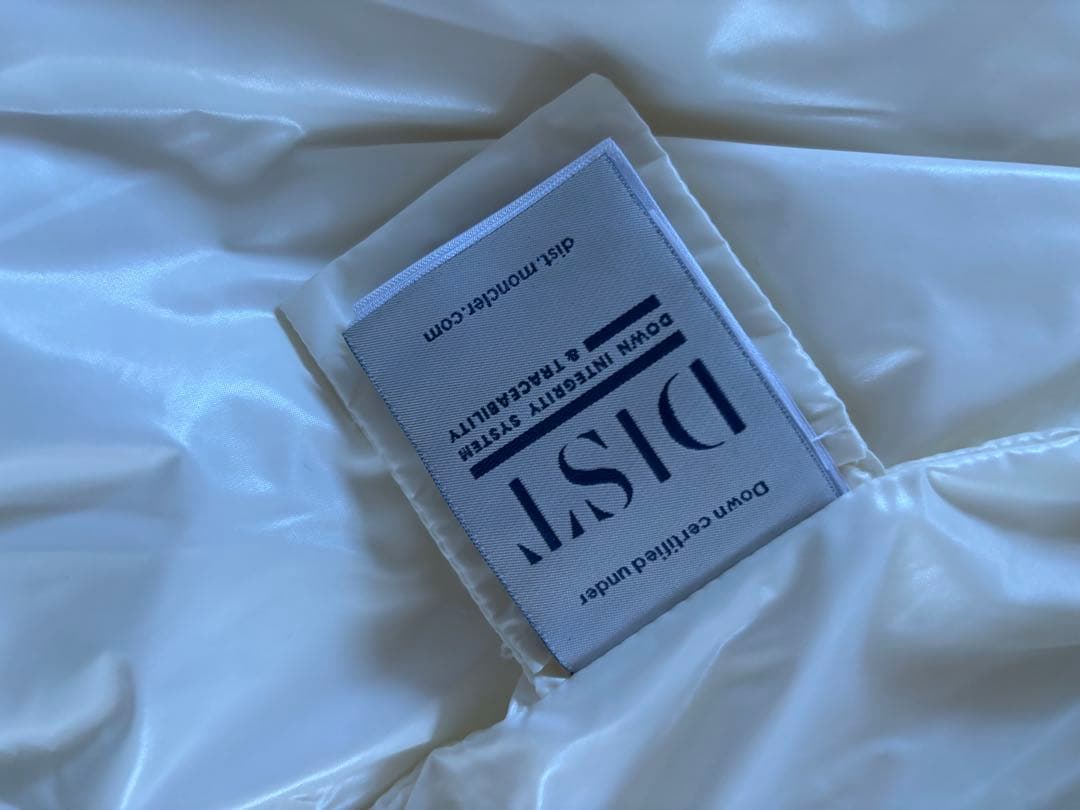 Down certified under
DIST
DOWN INTEGRITY SYSTEM
& TRACEABILITY
dist.moncler.com